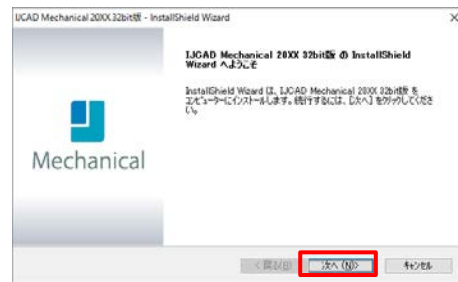 IJCAD Mechanical 20XX 32bit版 - InstallShield Wizard
IJCAD Mechanical 20XX 32bit版 の InstallShield
Wizard へようこそ
InstallShield Wizard は、IJCAD Mechanical 20XX 32bit版 を
コンピューターにインストールします。続行するには、[次へ] をクリックしてくださ
い。
Mechanical
< 戻る(B)
次へ(N)>
キャンセル